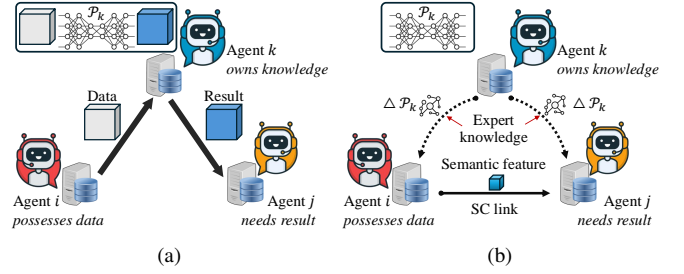 𝒫ₖ
Agent k
owns knowledge
Data
Result
Agent i
possesses data
Agent j
needs result
(a)
𝒫ₖ
Agent k
owns knowledge
△ 𝒫ₖ
△ 𝒫ₖ
Expert
knowledge
Semantic feature
SC link
Agent i
possesses data
Agent j
needs result
(b)